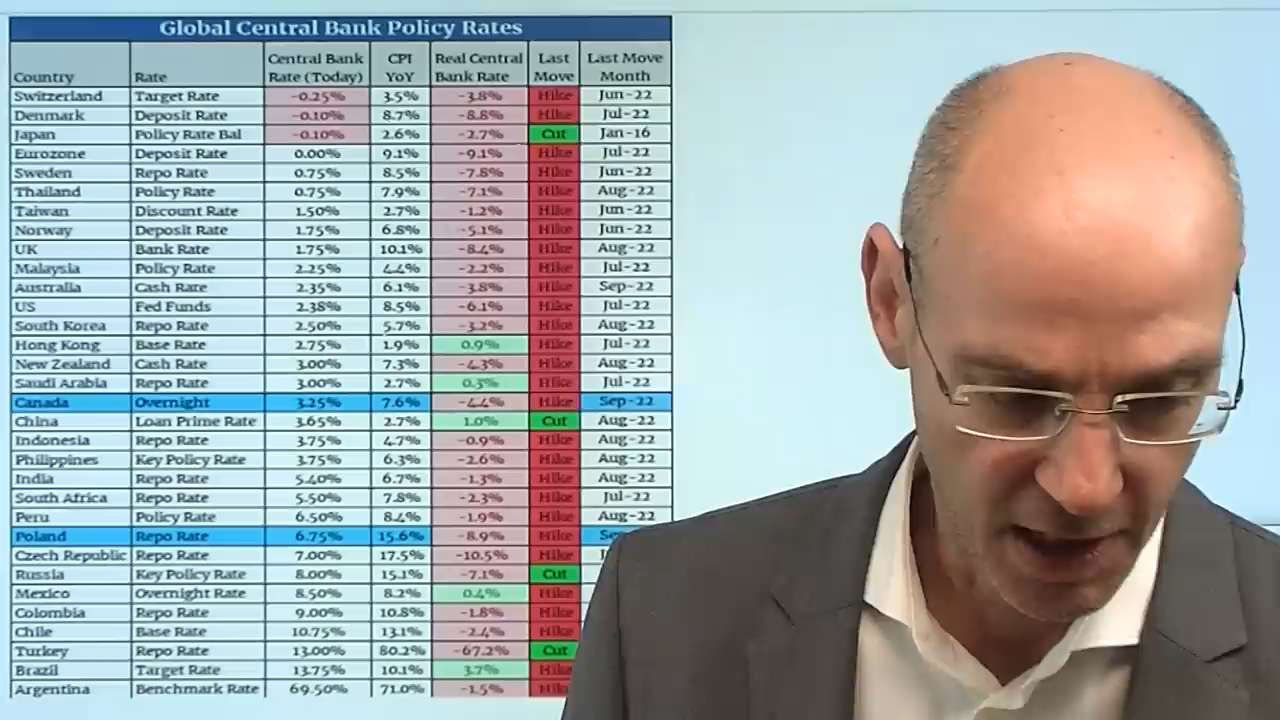 Global Central Bank Policy Rates
Country Rate Central Bank Rate (Today) CPI YoY Real Central Bank Rate Last Move Last Move Month
Switzerland Target Rate -0.25% 3.5% -3.8% Hike Jun-22
Denmark Deposit Rate -0.10% 8.7% -8.8% Hike Jul-22
Japan Policy Rate Bal -0.10% 2.6% -2.7% Cut Jan-16
Eurozone Deposit Rate 0.00% 9.1% -9.1% Hike Jul-22
Sweden Repo Rate 0.75% 8.5% -7.8% Hike Jun-22
Thailand Policy Rate 0.75% 7.9% -7.1% Hike Aug-22
Taiwan Discount Rate 1.50% 2.7% -1.2% Hike Jun-22
Norway Deposit Rate 1.75% 6.8% -5.1% Hike Jun-22
UK Bank Rate 1.75% 10.1% -8.4% Hike Aug-22
Malaysia Policy Rate 2.25% 4.4% -2.2% Hike Jul-22
Australia Cash Rate 2.35% 6.1% -3.8% Hike Sep-22
US Fed Funds 2.38% 8.5% -6.1% Hike Jul-22
South Korea Repo Rate 2.50% 5.7% -3.2% Hike Aug-22
Hong Kong Base Rate 2.75% 1.9% 0.9% Hike Jul-22
New Zealand Cash Rate 3.00% 7.3% -4.3% Hike Aug-22
Saudi Arabia Repo Rate 3.00% 2.7% 0.3% Hike Jul-22
Canada Overnight 3.25% 7.6% -4.4% Hike Sep-22
China Loan Prime Rate 3.65% 2.7% 1.0% Cut Aug-22
Indonesia Repo Rate 3.75% 4.7% -0.9% Hike Aug-22
Philippines Key Policy Rate 3.75% 6.3% -2.6% Hike Aug-22
India Repo Rate 5.40% 6.7% -1.3% Hike Aug-22
South Africa Repo Rate 5.50% 7.8% -2.3% Hike Jul-22
Peru Policy Rate 6.50% 8.4% -1.9% Hike Aug-22
Poland Repo Rate 6.75% 15.6% -8.9% Hike
Czech Republic Repo Rate 7.00% 17.5% -10.5% Hike
Russia Key Policy Rate 8.00% 15.1% -7.1% Cut
Mexico Overnight Rate 8.50% 8.2% 0.4% Hike
Colombia Repo Rate 9.00% 10.8% -1.8% Hike
Chile Base Rate 10.75% 13.1% -2.4% Hike
Turkey Repo Rate 13.00% 80.2% -67.2% Cut
Brazil Target Rate 13.75% 10.1% 3.7% Hike
Argentina Benchmark Rate 69.50% 71.0% -1.5% Hike